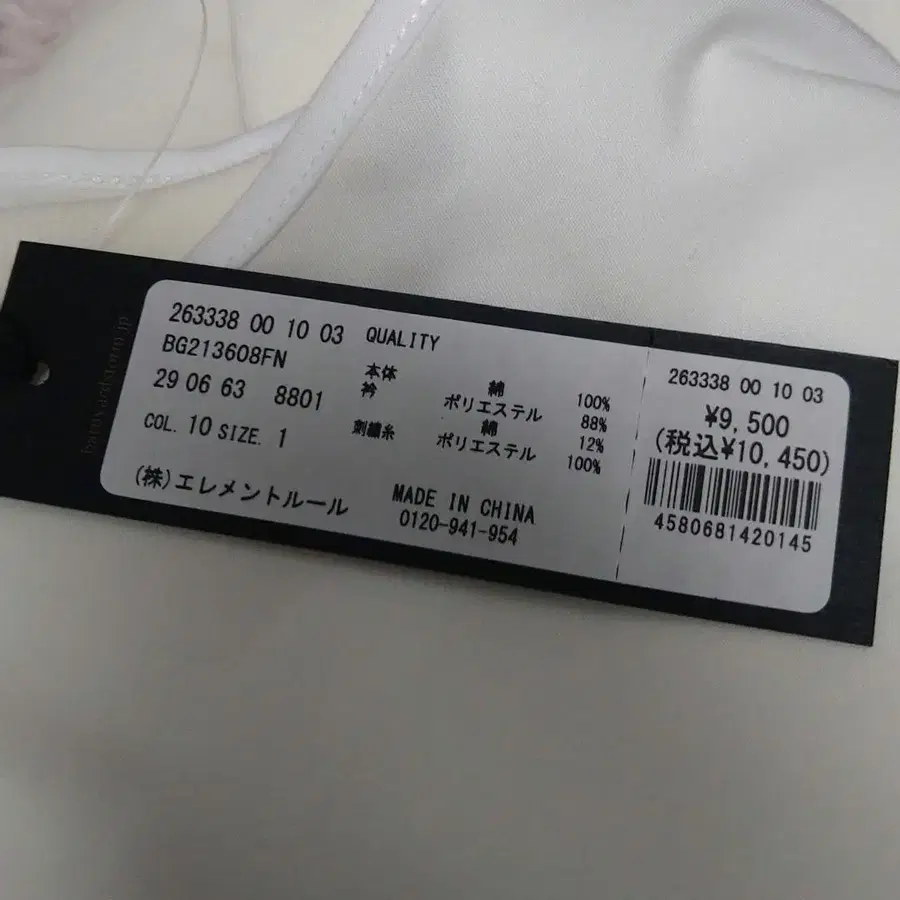 barnyardstorm.jp
263338 00 10 03 QUALITY
BG213608FN
29 06 63 8801
COL. 10 SIZE. 1
本体 綿 100%
衿 ポリエステル 88%
綿 12%
刺繍糸 ポリエステル 100%
(株)エレメントルール
MADE IN CHINA
0120-941-954
263338 00 10 03
¥9,500
(税込¥10,450)
4580681420145